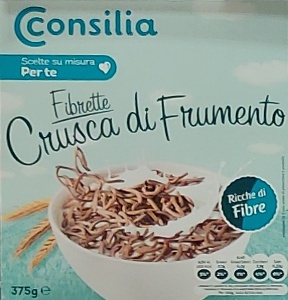 Consilia
Scelte su misura
Per te
Fibrette
Crusca di Frumento
Ricche di
Fibre
375g